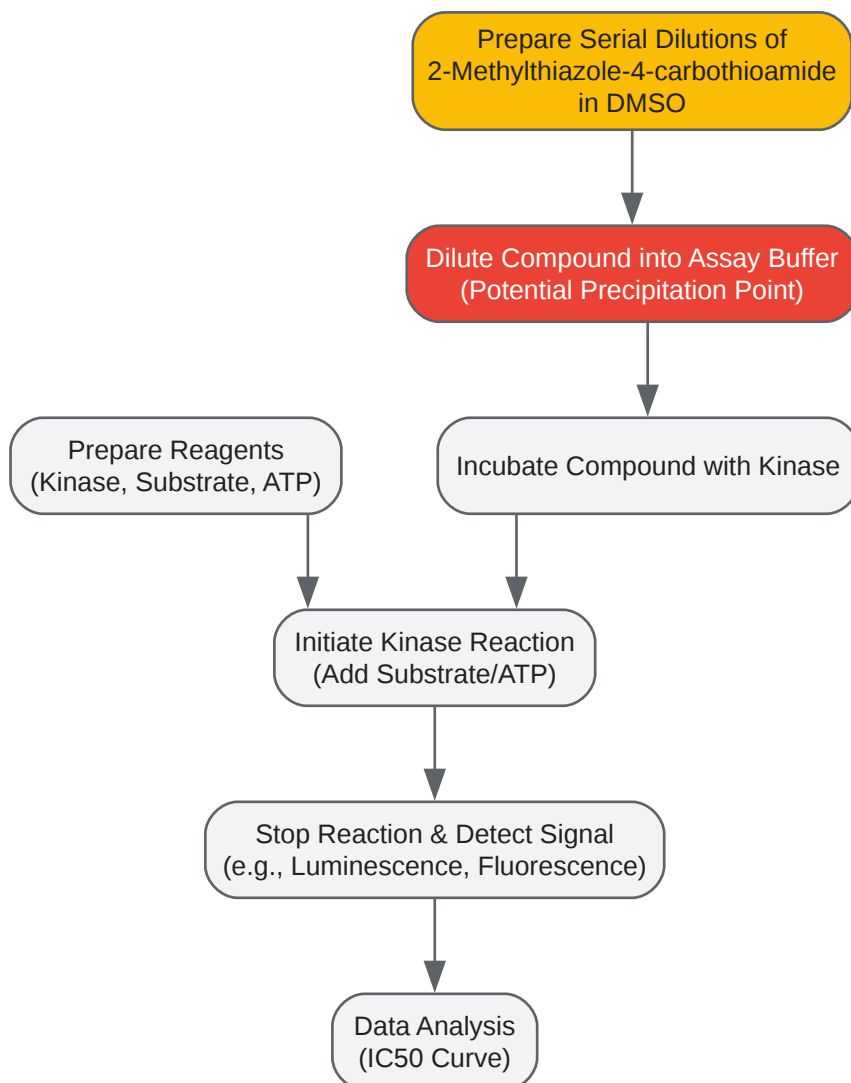 Prepare Serial Dilutions of
2-Methylthiazole-4-carbothioamide
in DMSO
Dilute Compound into Assay Buffer
(Potential Precipitation Point)
Prepare Reagents
(Kinase, Substrate, ATP)
Incubate Compound with Kinase
Initiate Kinase Reaction
(Add Substrate/ATP)
Stop Reaction & Detect Signal
(e.g., Luminescence, Fluorescence)
Data Analysis
(IC50 Curve)